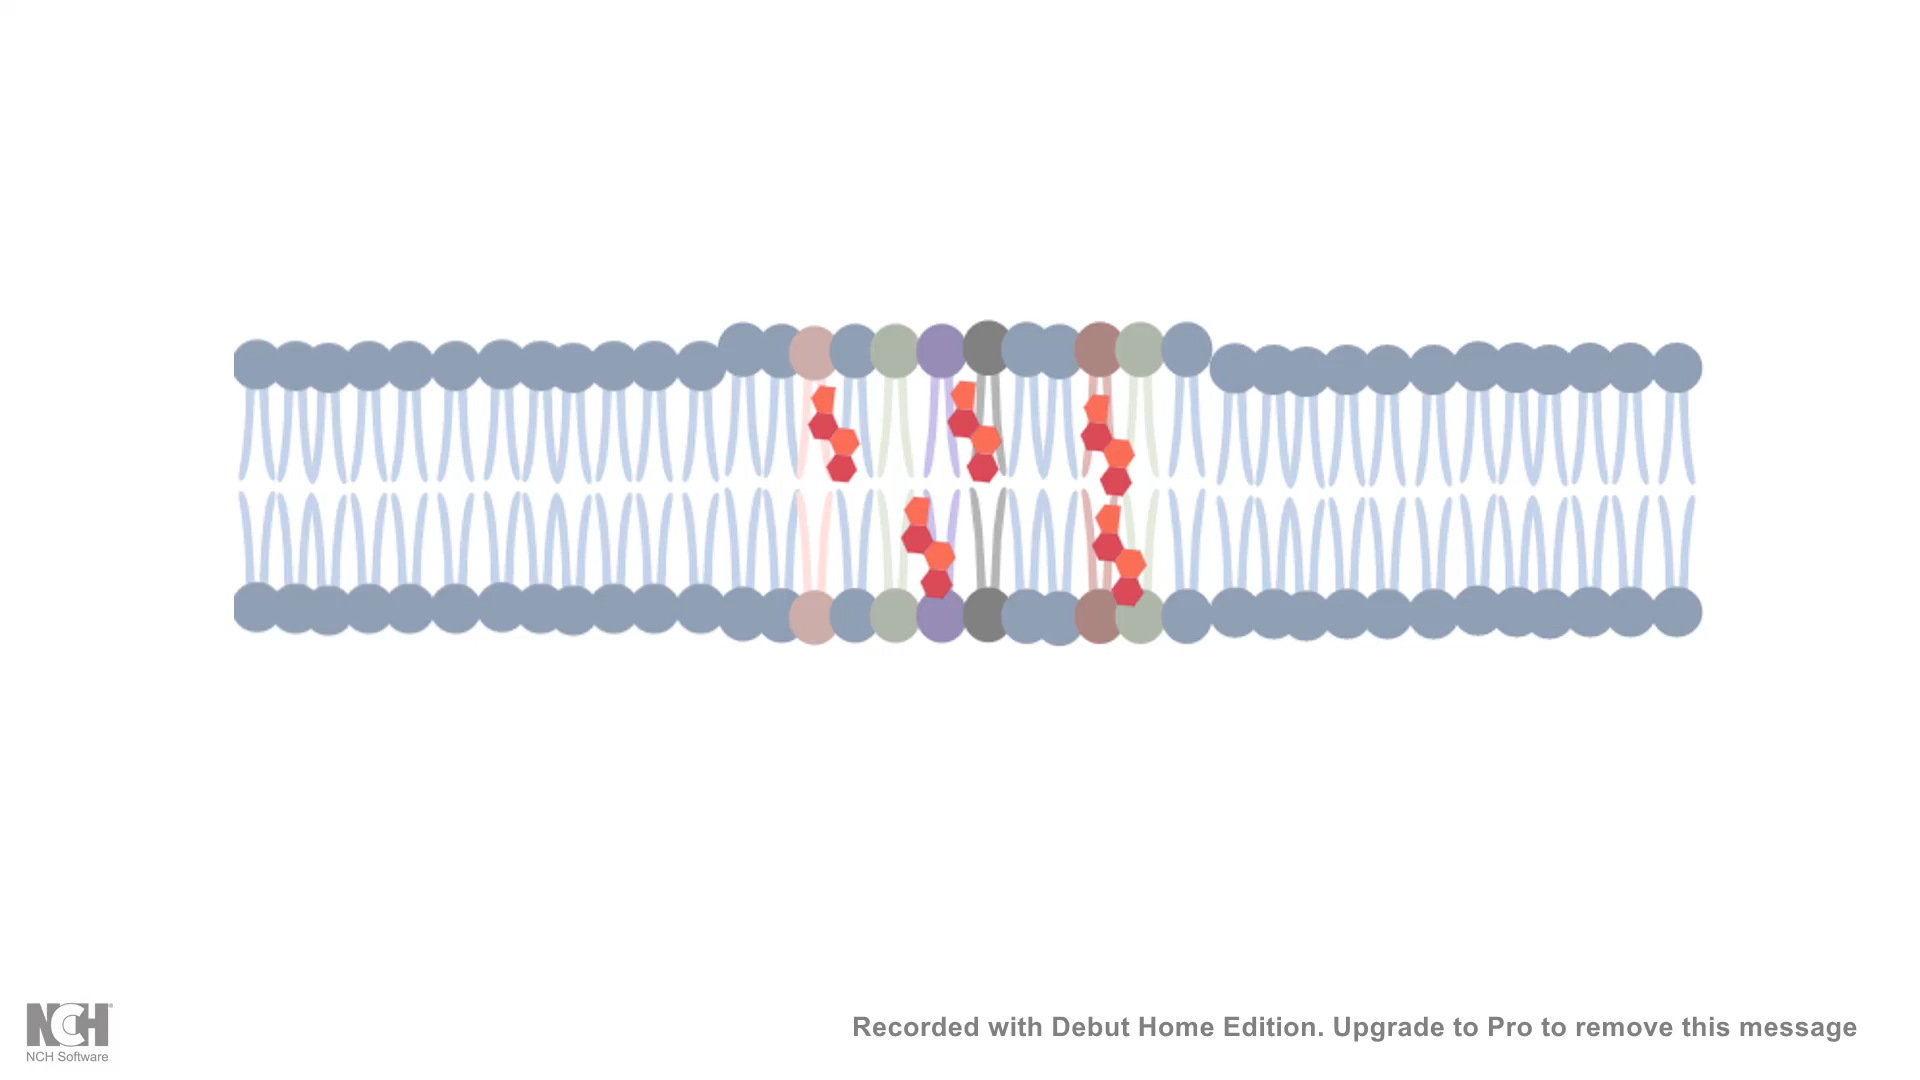 NCH
NCH Software
Recorded with Debut Home Edition. Upgrade to Pro to remove this message